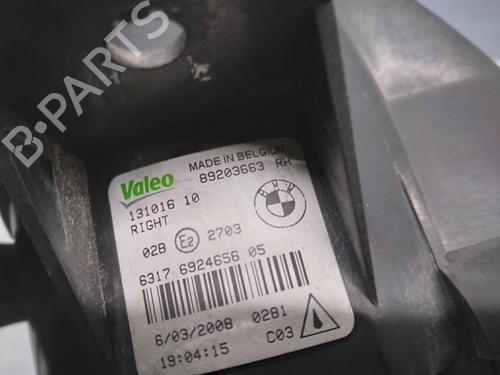 B-PARTS
Valeo
MADE IN BELGIUM
89203663 RH
131016 10
RIGHT
BMW
02B E2 2703
6317 6924656 05
6/03/2008 0281
19:04:15 C03